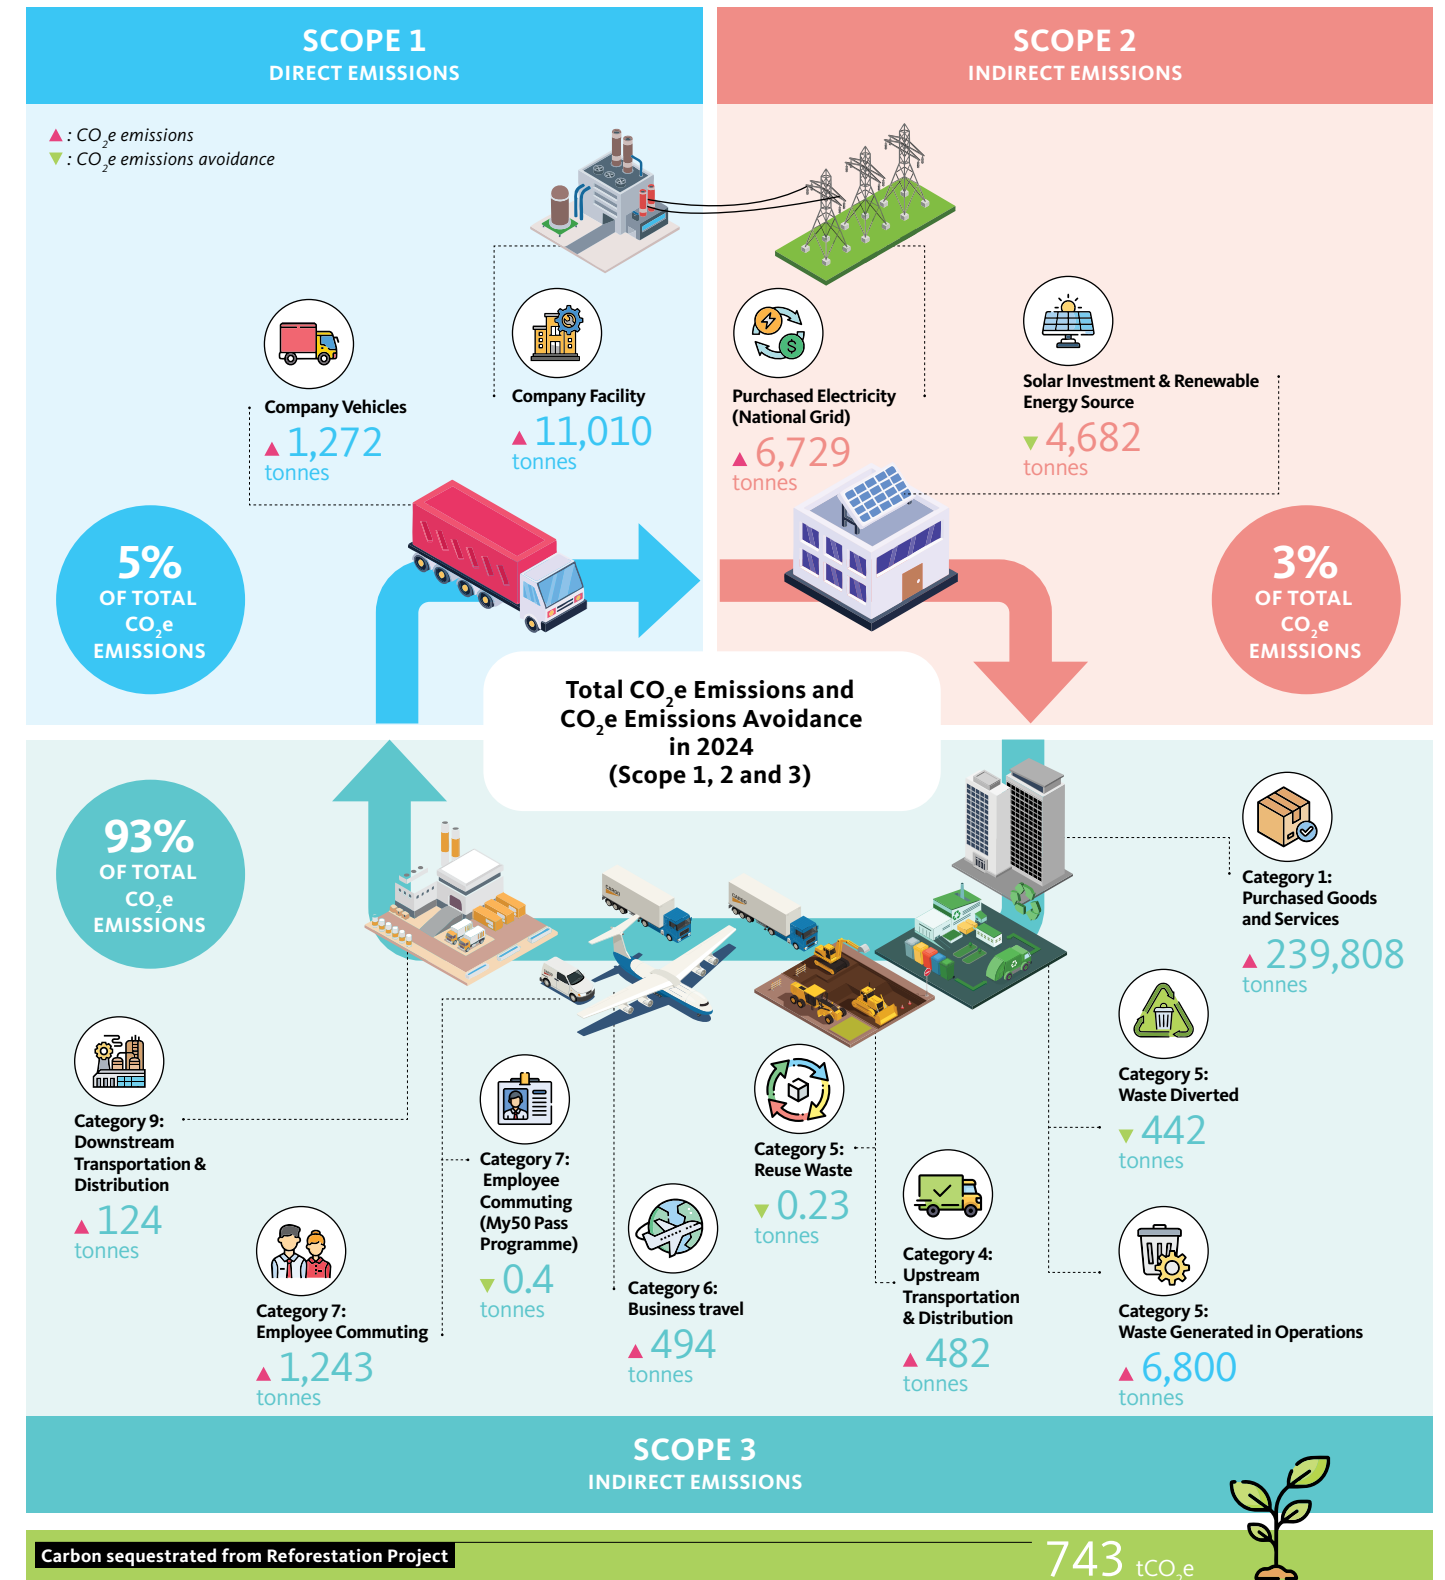 SCOPE 1
DIRECT EMISSIONS
SCOPE 2
INDIRECT EMISSIONS
▲ : CO₂e emissions
▼ : CO₂e emissions avoidance
Company Vehicles
▲ 1,272
tonnes
Company Facility
▲ 11,010
tonnes
Purchased Electricity
(National Grid)
▲ 6,729
tonnes
Solar Investment & Renewable
Energy Source
▼ 4,682
tonnes
5%
OF TOTAL
CO₂e
EMISSIONS
3%
OF TOTAL
CO₂e
EMISSIONS
Total CO₂e Emissions and
CO₂e Emissions Avoidance
in 2024
(Scope 1, 2 and 3)
93%
OF TOTAL
CO₂e
EMISSIONS
Category 1:
Purchased Goods
and Services
▲ 239,808
tonnes
Category 5:
Waste Diverted
▼ 442
tonnes
Category 9:
Downstream
Transportation &
Distribution
▲ 124
tonnes
Category 7:
Employee Commuting
▲ 1,243
tonnes
Category 7:
Employee
Commuting
(My50 Pass
Programme)
▼ 0.4
tonnes
Category 6:
Business travel
▲ 494
tonnes
Category 5:
Reuse Waste
▼ 0.23
tonnes
Category 4:
Upstream
Transportation
& Distribution
▲ 482
tonnes
Category 5:
Waste Generated in Operations
▲ 6,800
tonnes
SCOPE 3
INDIRECT EMISSIONS
Carbon sequestrated from Reforestation Project
743 tCO₂e